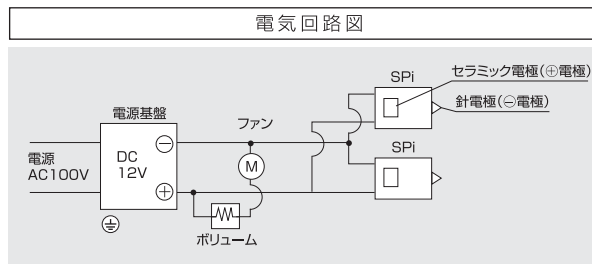 電気回路図
SPi
セラミック電極(⊕電極)
針電極(⊖電極)
電源基盤
ファン
電源
AC100V
DC
12V
⊖
⊕
M
SPi
ボリューム